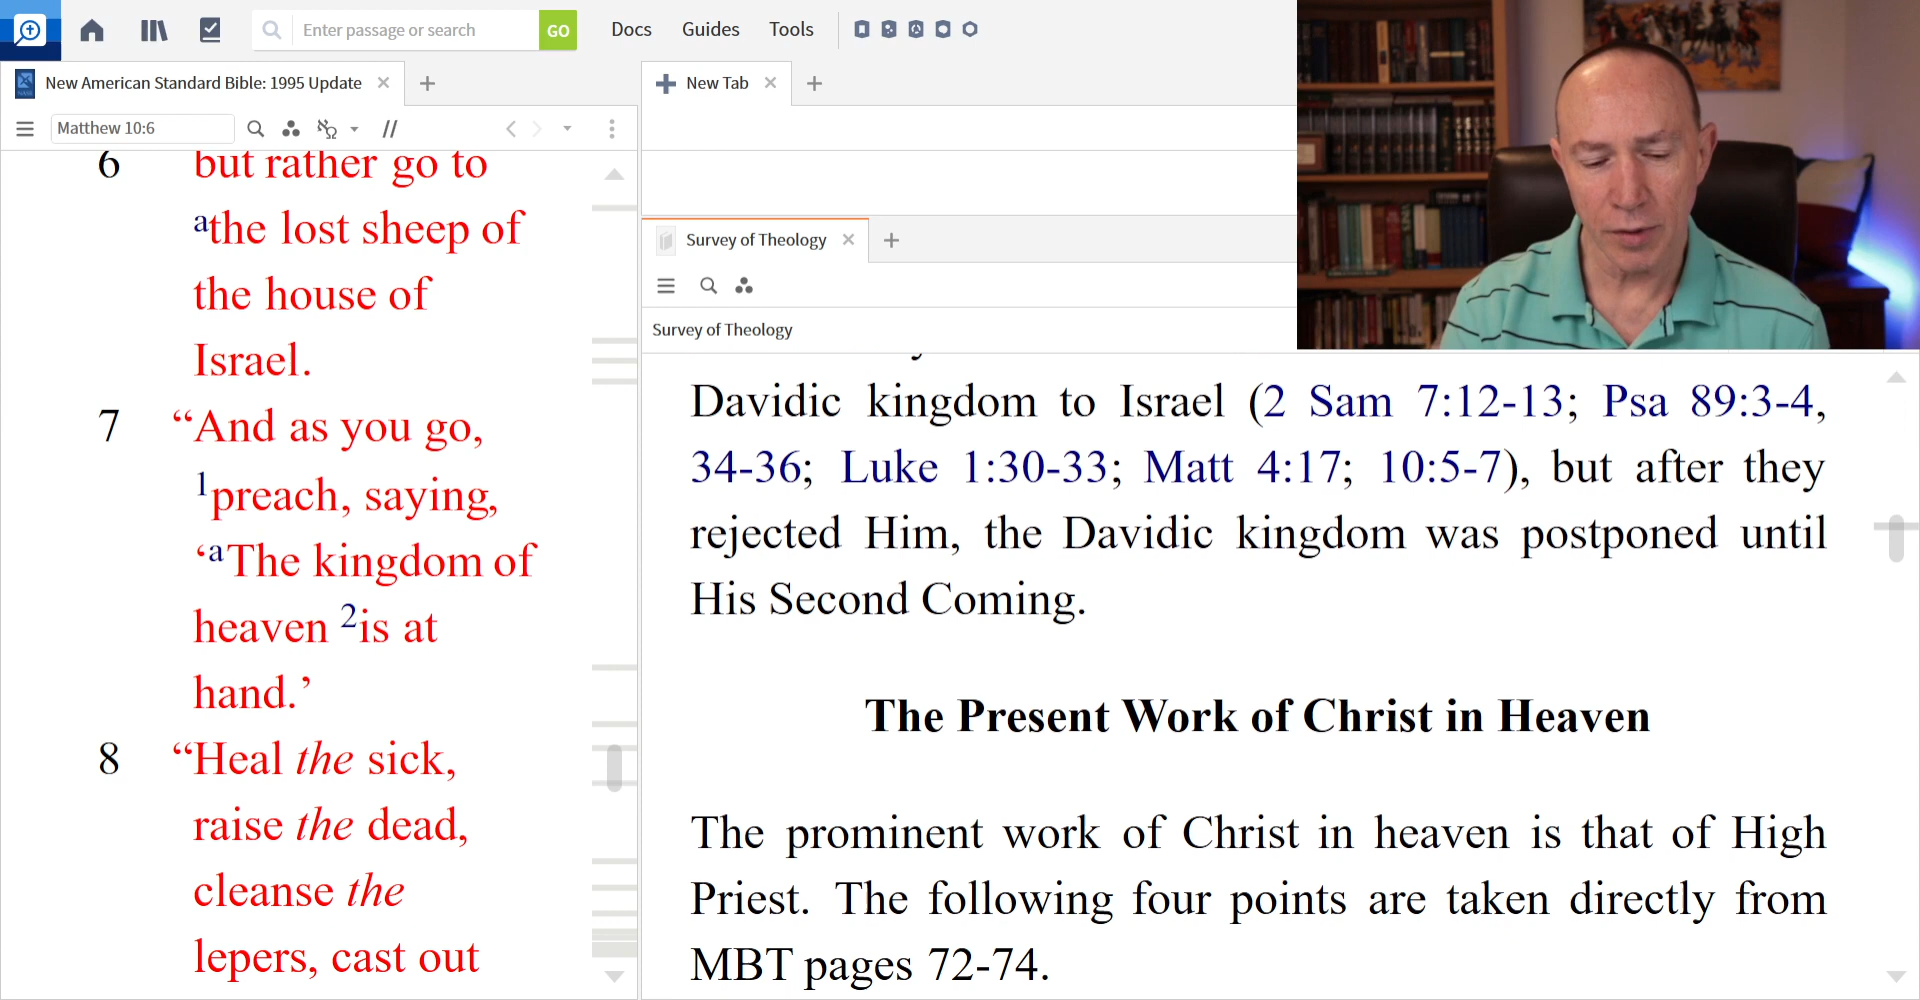 Enter passage or search
GO
Docs
Guides
Tools
New American Standard Bible: 1995 Update
New Tab
Matthew 10:6
6 but rather go to
athe lost sheep of
the house of
Israel.
7 “And as you go,
1preach, saying,
‘aThe kingdom of
heaven 2is at
hand.’
8 “Heal the sick,
raise the dead,
cleanse the
lepers, cast out
Survey of Theology
Survey of Theology
Davidic kingdom to Israel (2 Sam 7:12-13; Psa 89:3-4,
34-36; Luke 1:30-33; Matt 4:17; 10:5-7), but after they
rejected Him, the Davidic kingdom was postponed until
His Second Coming.
The Present Work of Christ in Heaven
The prominent work of Christ in heaven is that of High
Priest. The following four points are taken directly from
MBT pages 72-74.